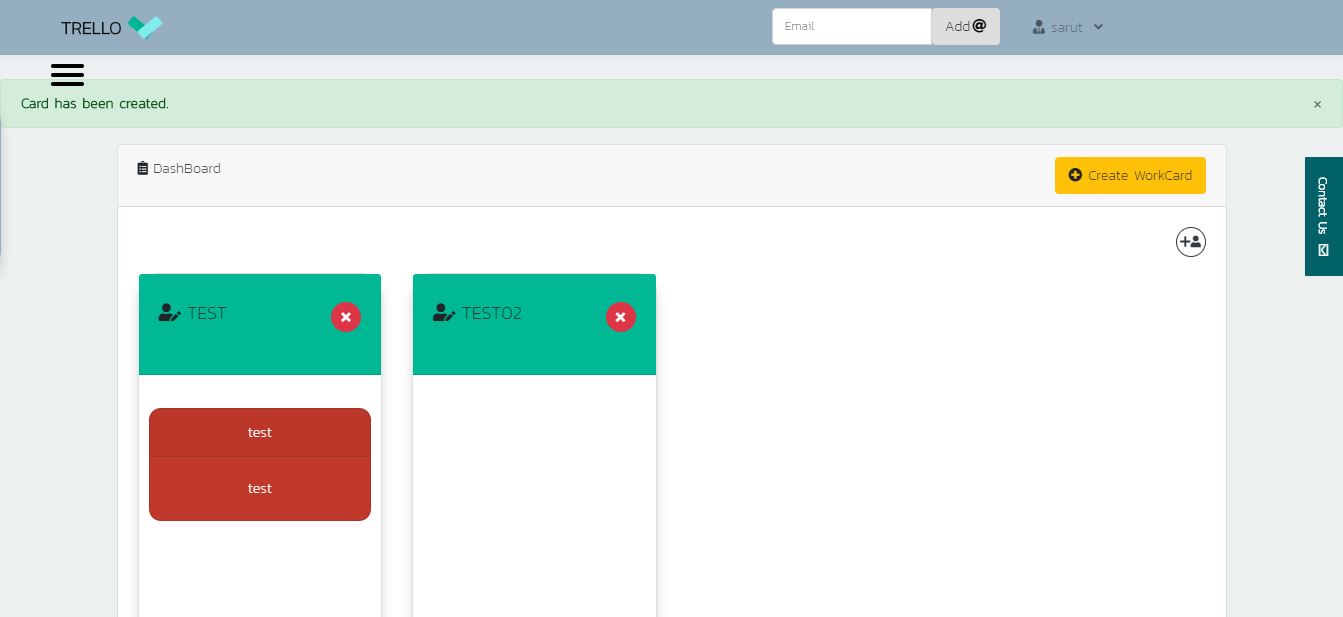 TRELLO
Email
Add
sarut
Card has been created.
×
DashBoard
Create WorkCard
Contact Us
TEST
TEST02
test
test